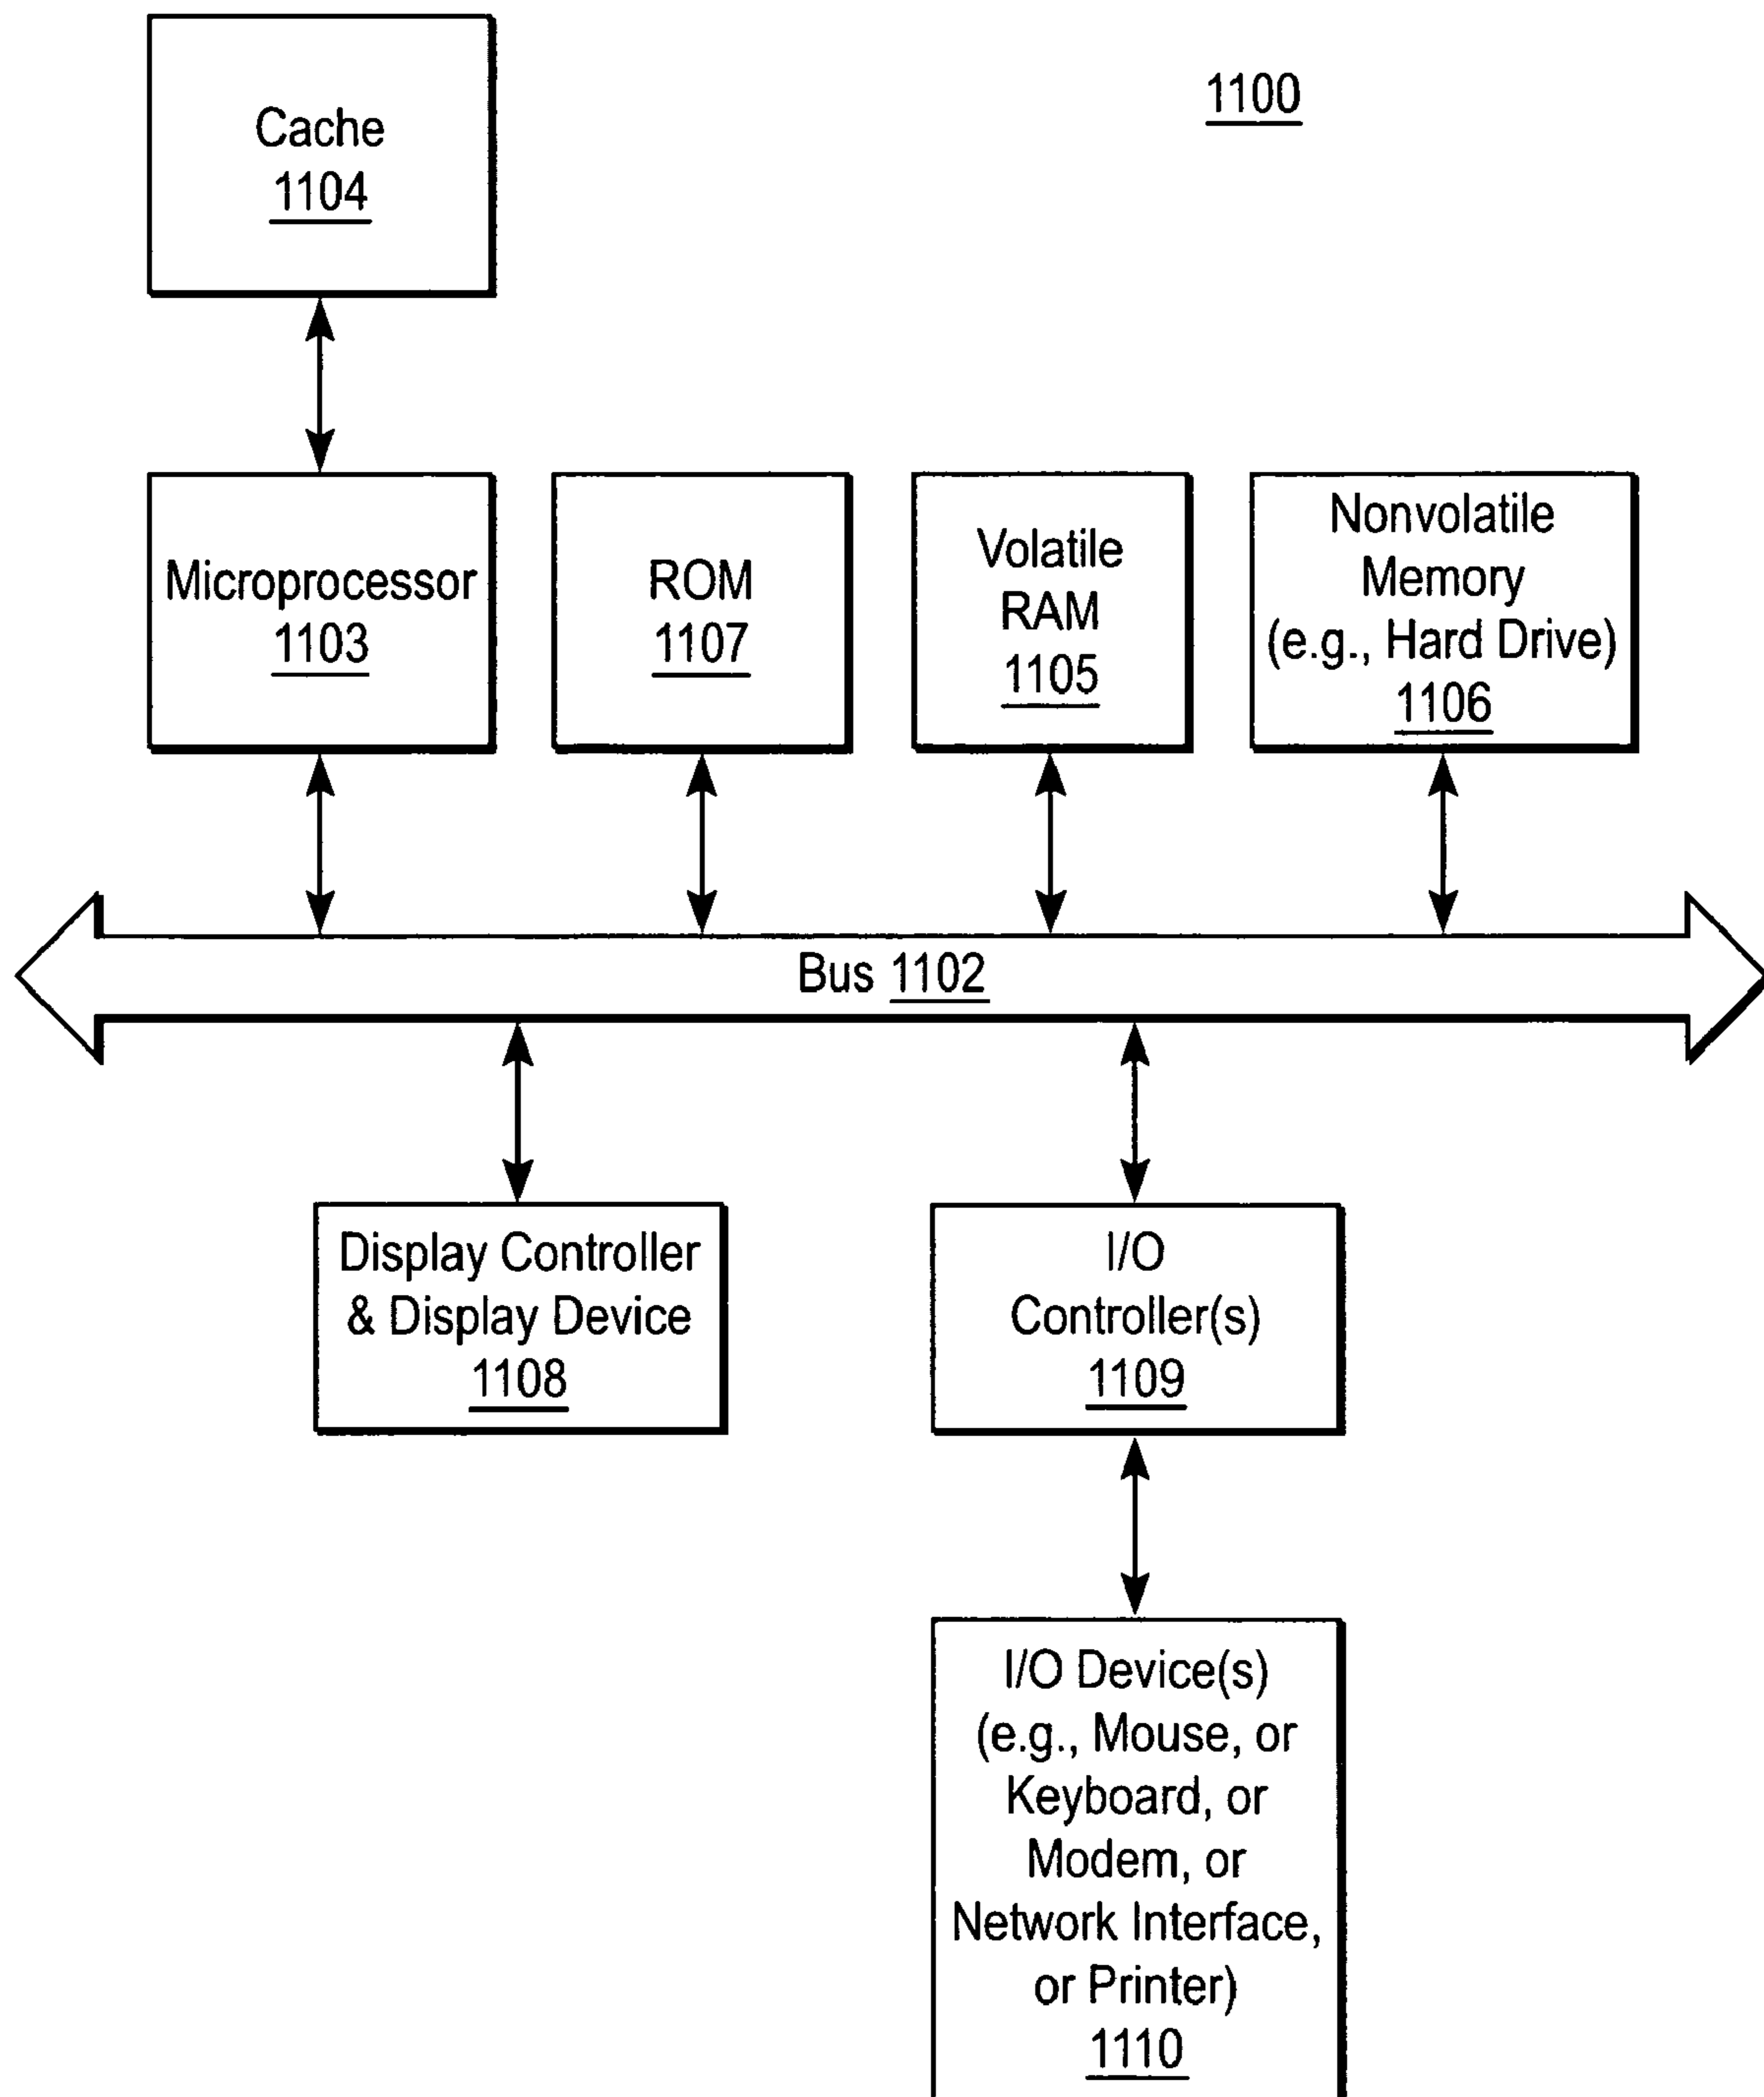 Cache
1104
1100
Microprocessor
1103
ROM
1107
Volatile
RAM
1105
Nonvolatile
Memory
(e.g., Hard Drive)
1106
Bus 1102
Display Controller
& Display Device
1108
I/O
Controller(s)
1109
I/O Device(s)
(e.g., Mouse, or
Keyboard, or
Modem, or
Network Interface,
or Printer)
1110